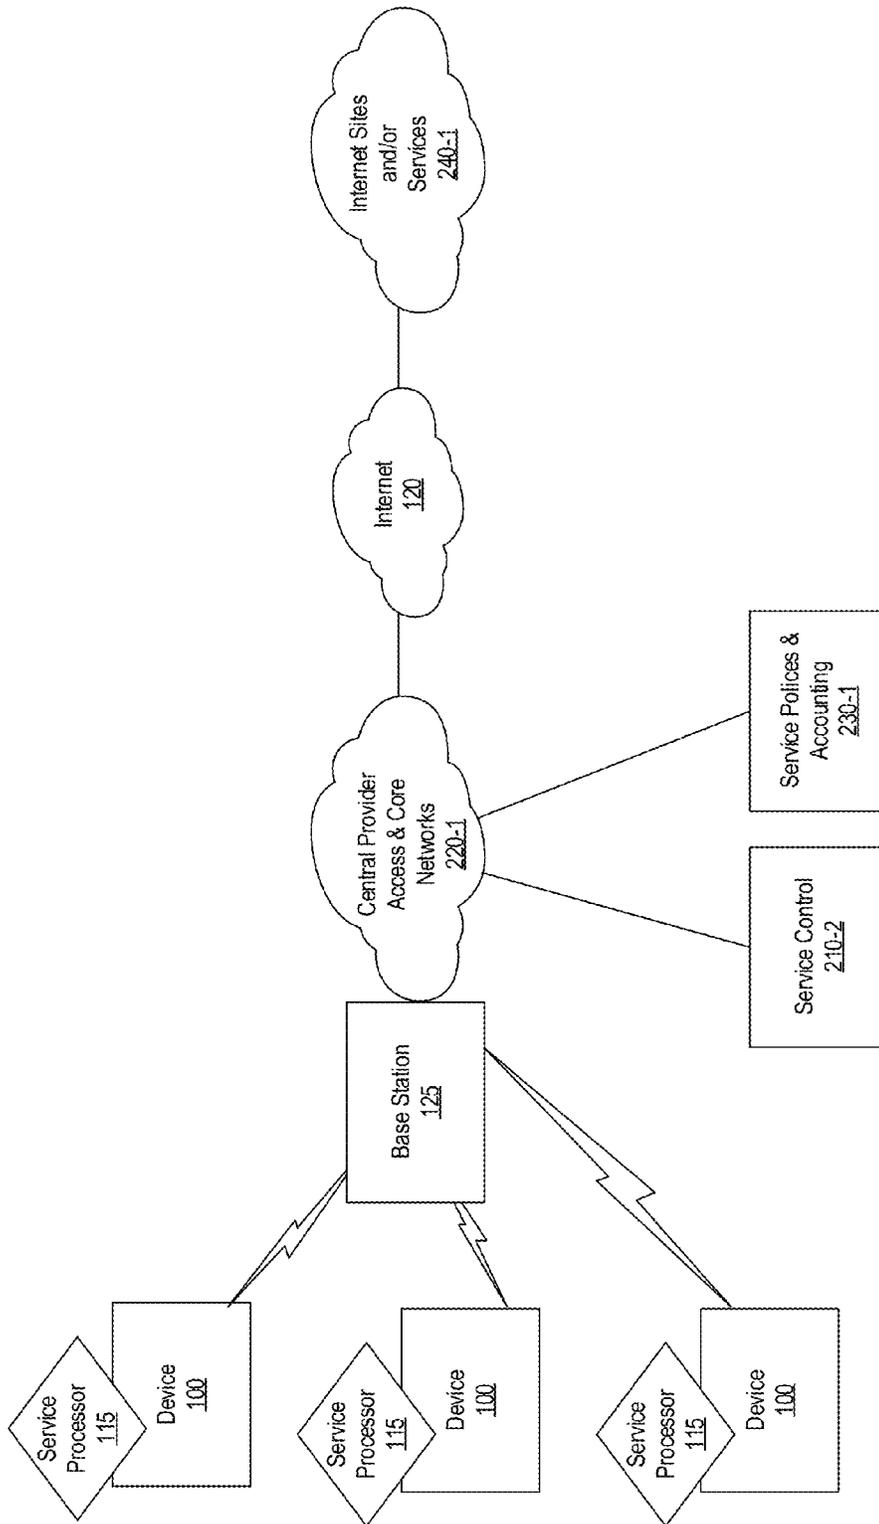 Service
Processor
115
Device
100
Service
Processor
115
Device
100
Service
Processor
115
Device
100
Base Station
125
Central Provider
Access & Core
Networks
220-1
Service Control
210-2
Service Polices &
Accounting
230-1
Internet
120
Internet Sites
and/or
Services
240-1